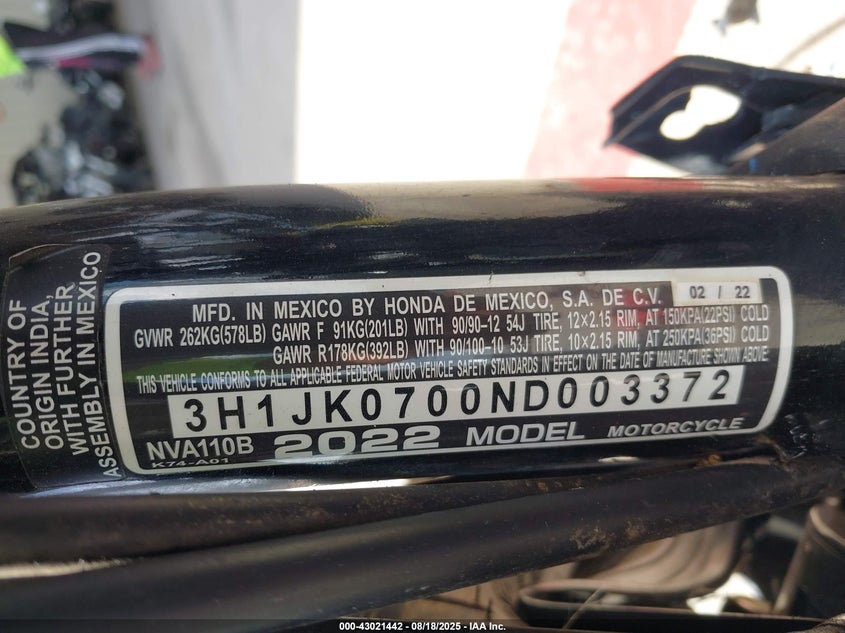 COUNTRY OF
ORIGIN INDIA,
WITH FURTHER
ASSEMBLY IN MEXICO
MFD. IN MEXICO BY HONDA DE MEXICO, S.A. DE C.V. 02 / 22
GVWR 262KG(578LB) GAWR F 91KG(201LB) WITH 90/90-12 54J TIRE, 12×2.15 RIM, AT 150KPA(22PSI) COLD
GAWR R178KG(392LB) WITH 90/100-10 53J TIRE, 10×2.15 RIM, AT 250KPA(36PSI) COLD
THIS VEHICLE CONFORMS TO ALL APPLICABLE FEDERAL MOTOR VEHICLE SAFETY STANDARDS IN EFFECT ON THE DATE OF MANUFACTURE SHOWN ABOVE.
3H1JK0700ND003372
NVA110B 2022 MODEL MOTORCYCLE
K74-A01
000-43021442 - 08/18/2025 - IAA Inc.